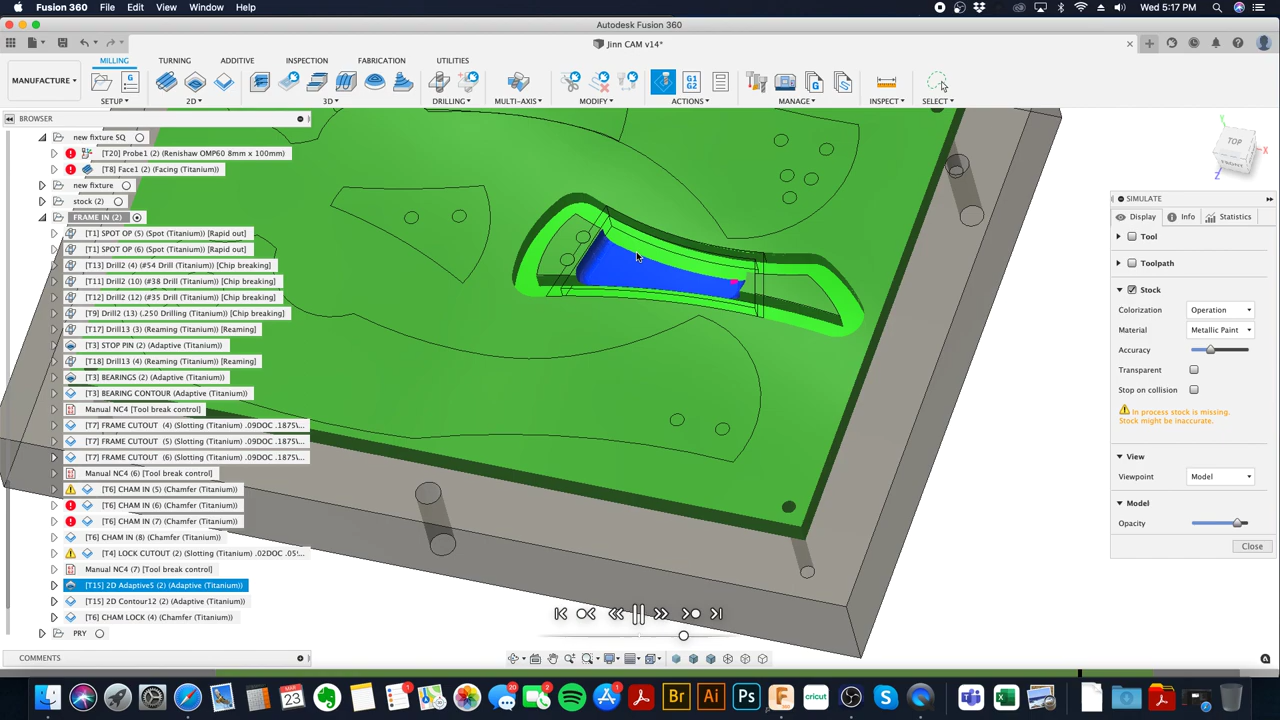 Fusion 360 File Edit View Window Help Wed 5:17 PM
Autodesk Fusion 360
Jinn CAM v14*
MANUFACTURE
MILLING TURNING ADDITIVE INSPECTION FABRICATION UTILITIES
SETUP 2D 3D DRILLING MULTI-AXIS MODIFY ACTIONS MANAGE INSPECT SELECT
G1
G2
BROWSER
new fixture SQ
[T20] Probe1 (2) (Renishaw OMP60 8mm x 100mm)
[T8] Face1 (2) (Facing (Titanium))
new fixture
stock (2)
FRAME IN (2)
[T1] SPOT OP (5) (Spot (Titanium)) [Rapid out]
[T1] SPOT OP (6) (Spot (Titanium)) [Rapid out]
[T13] Drill2 (4) (#54 Drill (Titanium)) [Chip breaking]
[T11] Drill2 (10) (#38 Drill (Titanium)) [Chip breaking]
[T12] Drill2 (12) (#35 Drill (Titanium)) [Chip breaking]
[T9] Drill2 (13) (.250 Drilling (Titanium)) [Chip breaking]
[T17] Drill13 (3) (Reaming (Titanium)) [Reaming]
[T3] STOP PIN (2) (Adaptive (Titanium))
[T18] Drill13 (4) (Reaming (Titanium)) [Reaming]
[T3] BEARINGS (2) (Adaptive (Titanium))
[T3] BEARING CONTOUR (Adaptive (Titanium))
Manual NC4 [Tool break control]
[T7] FRAME CUTOUT (4) (Slotting (Titanium) .09DOC .1875\...
[T7] FRAME CUTOUT (5) (Slotting (Titanium) .09DOC .1875\...
[T7] FRAME CUTOUT (6) (Slotting (Titanium) .09DOC .1875\...
Manual NC4 (6) [Tool break control]
[T6] CHAM IN (5) (Chamfer (Titanium))
[T6] CHAM IN (6) (Chamfer (Titanium))
[T6] CHAM IN (7) (Chamfer (Titanium))
[T6] CHAM IN (8) (Chamfer (Titanium))
[T4] LOCK CUTOUT (2) (Slotting (Titanium) .02DOC .05\...
Manual NC4 (7) [Tool break control]
[T15] 2D Adaptive5 (2) (Adaptive (Titanium))
[T15] 2D Contour12 (2) (Adaptive (Titanium))
[T6] CHAM LOCK (4) (Chamfer (Titanium))
PRY
COMMENTS
TOP
X
Y
Z
SIMULATE
Display Info Statistics
Tool
Toolpath
Stock
Colorization Operation
Material Metallic Paint
Accuracy
Transparent
Stop on collision
In process stock is missing.
Stock might be inaccurate.
View
Viewpoint Model
Model
Opacity
Close
MAR
23
20
1
2
Br
Ai
Ps
cricut